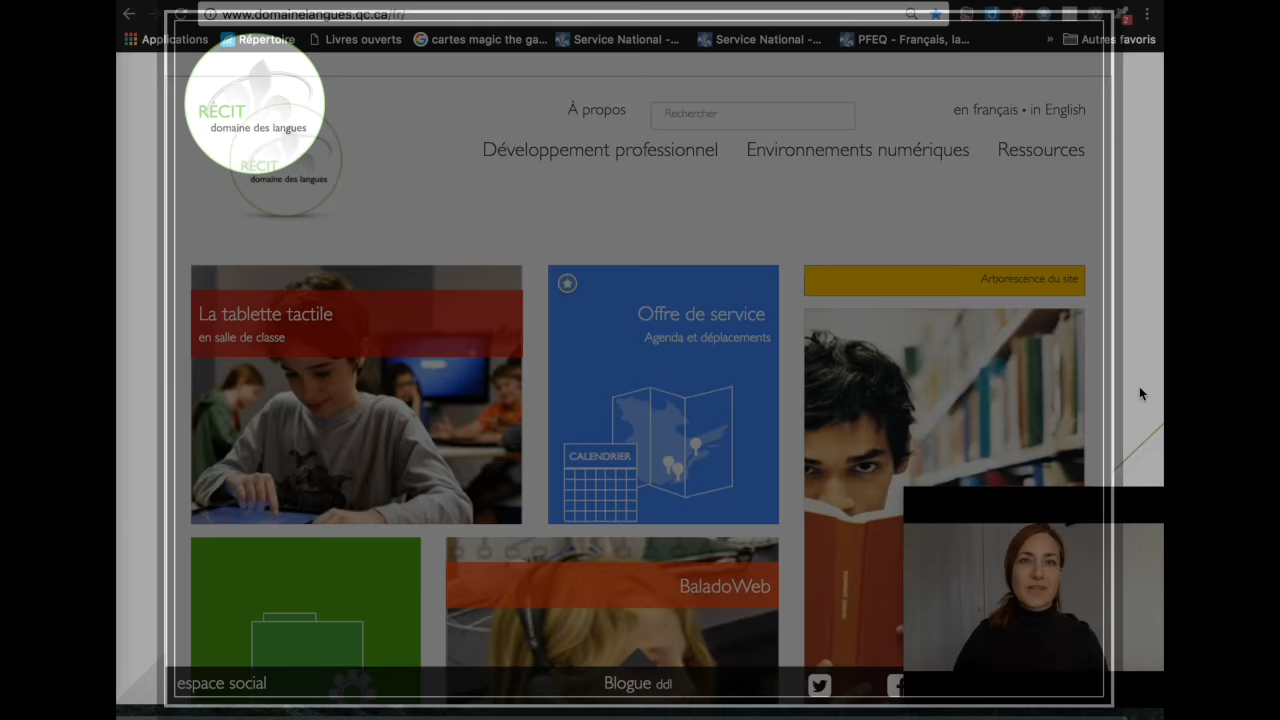 www.domainelangues.qc.ca/fr/
2
Applications
Répertoire
Livres ouverts
cartes magic the ga...
Service National -...
Service National -...
PFEQ - Français, la...
»
Autres favoris
RÉCIT
domaine des langues
RÉCIT
domaine des langues
À propos
Rechercher
en français • in English
Développement professionnel
Environnements numériques
Ressources
La tablette tactile
en salle de classe
Offre de service
Agenda et déplacements
CALENDRIER
Arborescence du site
BaladoWeb
espace social
Blogue ddl